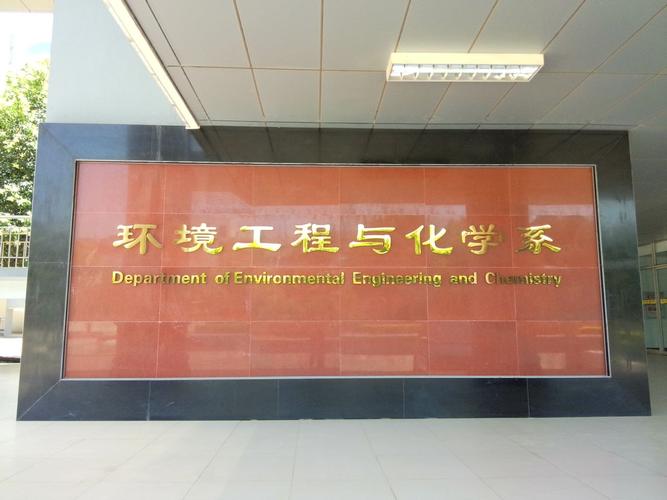 环境工程与化学系
Department of Environmental Engineering and Chemistry